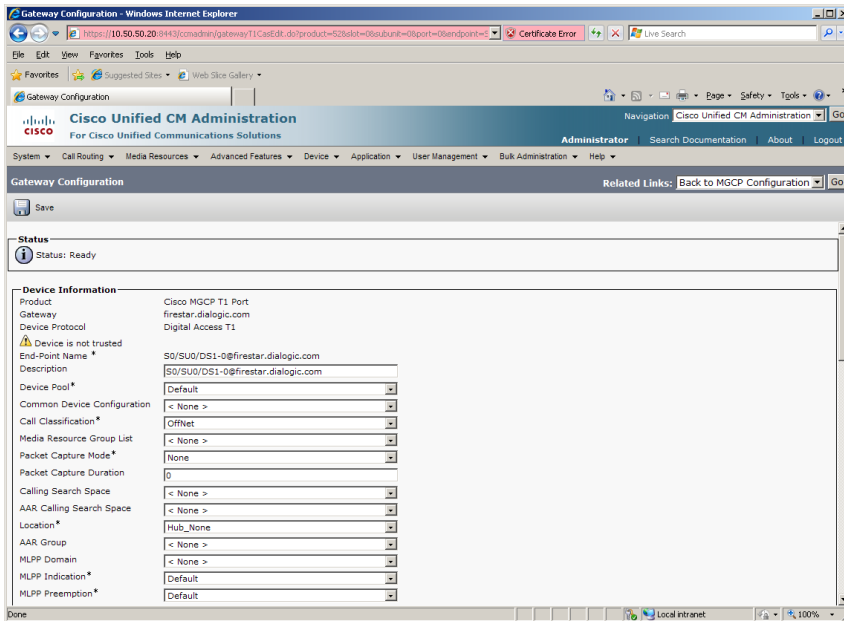 Gateway Configuration - Windows Internet Explorer
https://10.50.50.20:8443/ccmadmin/gatewayT1CasEdit.do?product=52&slot=0&subunit=0&port=0&endpoint=S
Certificate Error
Live Search
File Edit View Favorites Tools Help
Favorites Suggested Sites Web Slice Gallery
Gateway Configuration
Page Safety Tools
CISCO
Cisco Unified CM Administration
For Cisco Unified Communications Solutions
Navigation Cisco Unified CM Administration Go
Administrator | Search Documentation | About | Logout
System Call Routing Media Resources Advanced Features Device Application User Management Bulk Administration Help
Gateway Configuration
Related Links: Back to MGCP Configuration Go
Save
Status
Status: Ready
Device Information
Product Cisco MGCP T1 Port
Gateway firestar.dialogic.com
Device Protocol Digital Access T1
Device is not trusted
End-Point Name * S0/SU0/DS1-0@firestar.dialogic.com
Description S0/SU0/DS1-0@firestar.dialogic.com
Device Pool* Default
Common Device Configuration < None >
Call Classification* OffNet
Media Resource Group List < None >
Packet Capture Mode* None
Packet Capture Duration 0
Calling Search Space < None >
AAR Calling Search Space < None >
Location* Hub_None
AAR Group < None >
MLPP Domain < None >
MLPP Indication* Default
MLPP Preemption* Default
Done
Local intranet
100%